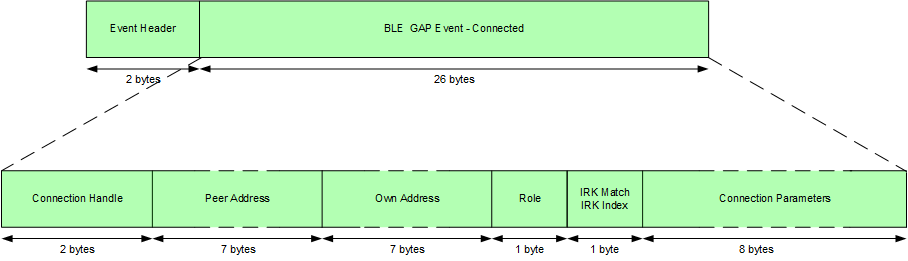 Event Header
BLE GAP Event - Connected
2 bytes
26 bytes
Connection Handle
Peer Address
Own Address
Role
IRK Match
IRK Index
Connection Parameters
2 bytes
7 bytes
7 bytes
1 byte
1 byte
8 bytes